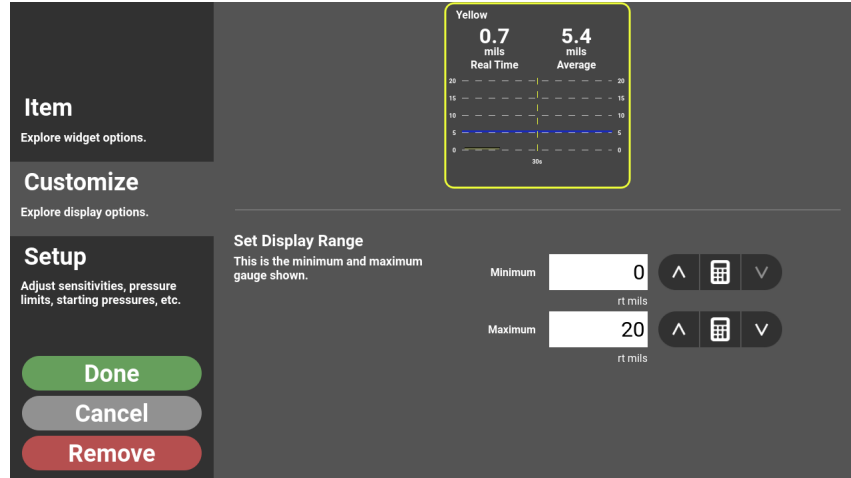 Item
Explore widget options.
Customize
Explore display options.
Setup
Adjust sensitivities, pressure
limits, starting pressures, etc.
Done
Cancel
Remove
Yellow
0.7 5.4
mils mils
Real Time Average
20 20
15 15
10 10
5 5
0 0
30s
Set Display Range
This is the minimum and maximum
gauge shown.
Minimum 0
rt mils
Maximum 20
rt mils